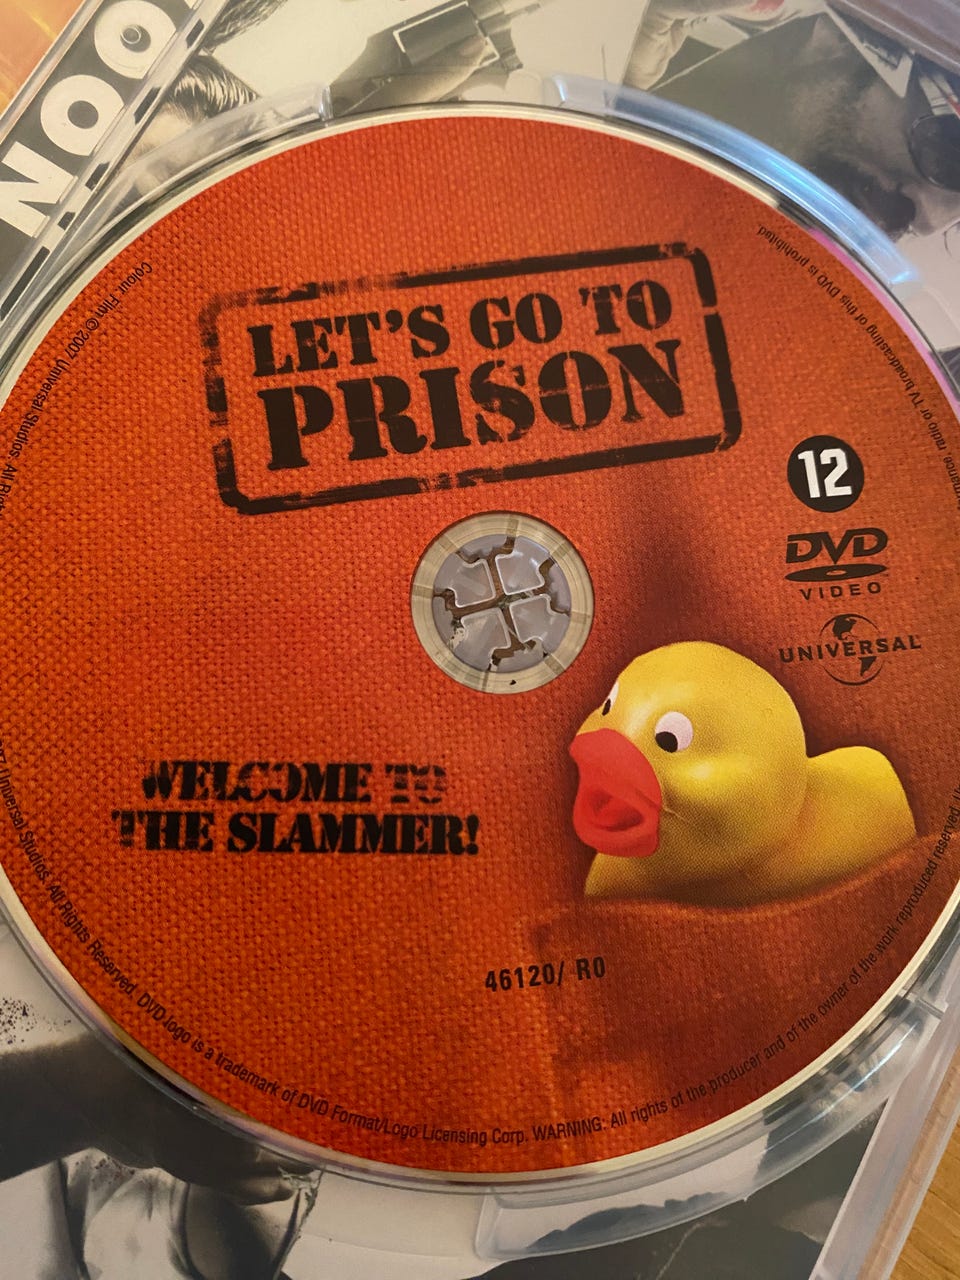 NOO
LET'S GO TO
PRISON
12
DVD
VIDEO
UNIVERSAL
WELCOME TO
THE SLAMMER!
46120/ R0
Colour. Film ©2007 Universal Studios. All
Universal Studios. All Rights Reserved. DVD-logo is a trademark of DVD Format/Logo Licensing Corp. WARNING: All rights of the producer and of the owner of the work reproduced reserved.
radio or TV broadcasting of this DVD is prohibited.